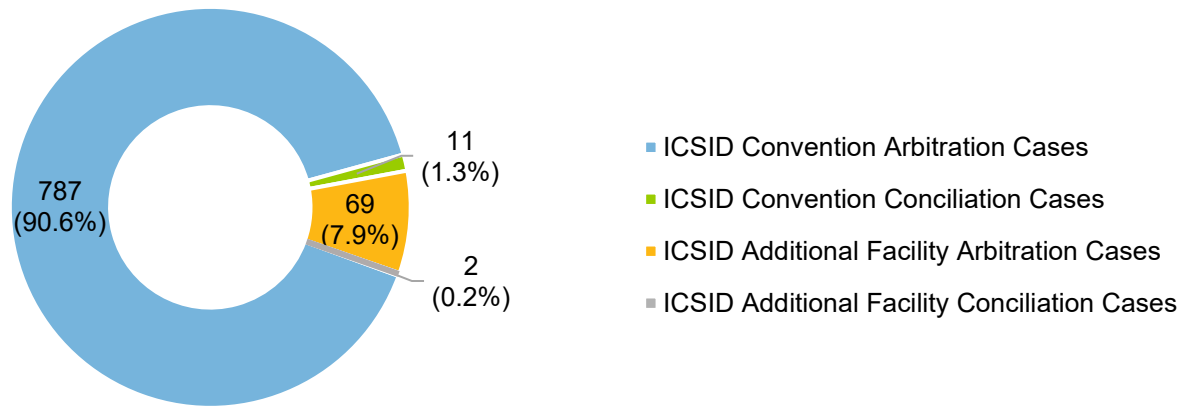 787
(90.6%)
11
(1.3%)
69
(7.9%)
2
(0.2%)
ICSID Convention Arbitration Cases
ICSID Convention Conciliation Cases
ICSID Additional Facility Arbitration Cases
ICSID Additional Facility Conciliation Cases